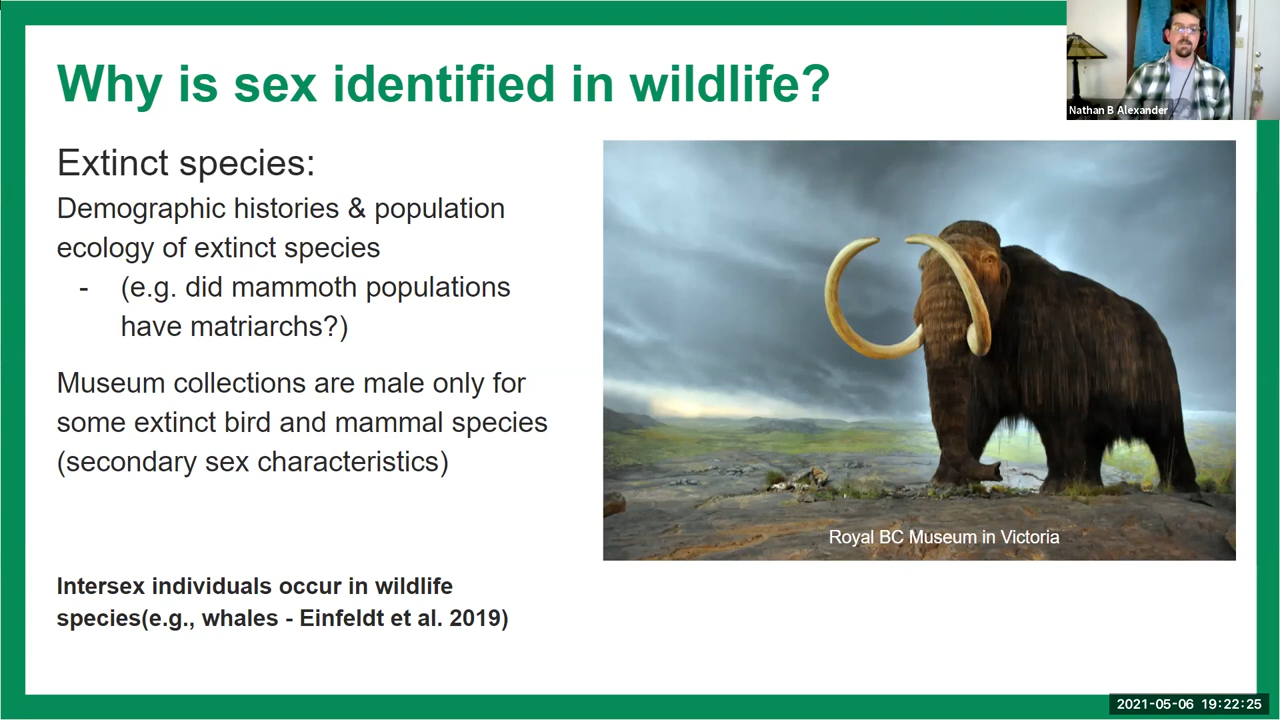 Why is sex identified in wildlife?
Nathan B Alexander
Extinct species:
Demographic histories & population
ecology of extinct species
- (e.g. did mammoth populations
have matriarchs?)
Museum collections are male only for
some extinct bird and mammal species
(secondary sex characteristics)
Royal BC Museum in Victoria
Intersex individuals occur in wildlife
species(e.g., whales - Einfeldt et al. 2019)
2021-05-06 19:22:25